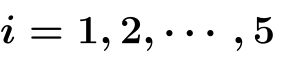 i = 1, 2, ⋯ , 5